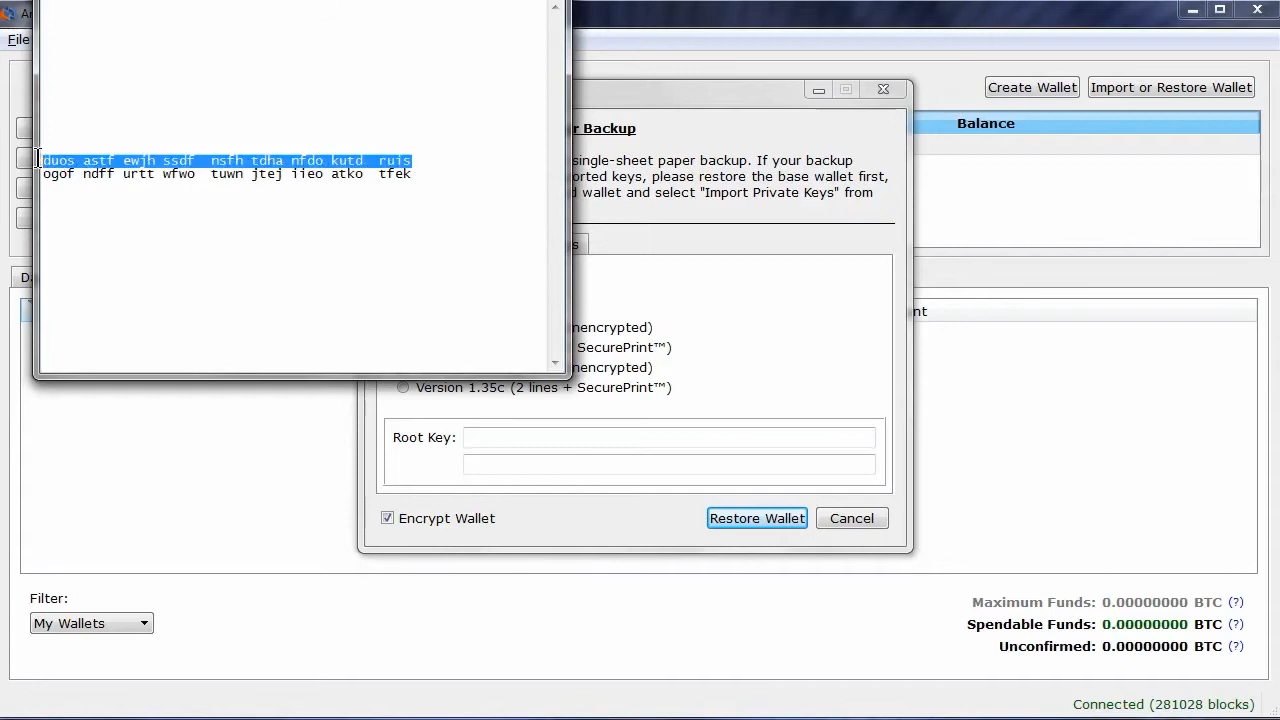 Ar
File
Create Wallet Import or Restore Wallet
Balance
r Backup
duos astf ewjh ssdf nsfh tdha nfdo kutd ruis
ogof ndff urtt wfwo tuwn jtej iieo atko tfek
single-sheet paper backup. If your backup
orted keys, please restore the base wallet first,
d wallet and select "Import Private Keys" from
s
D
nt
nencrypted)
SecurePrint™)
nencrypted)
Version 1.35c (2 lines + SecurePrint™)
Root Key:
Encrypt Wallet Restore Wallet Cancel
Filter:
My Wallets
Maximum Funds: 0.00000000 BTC (?)
Spendable Funds: 0.00000000 BTC (?)
Unconfirmed: 0.00000000 BTC (?)
Connected (281028 blocks)